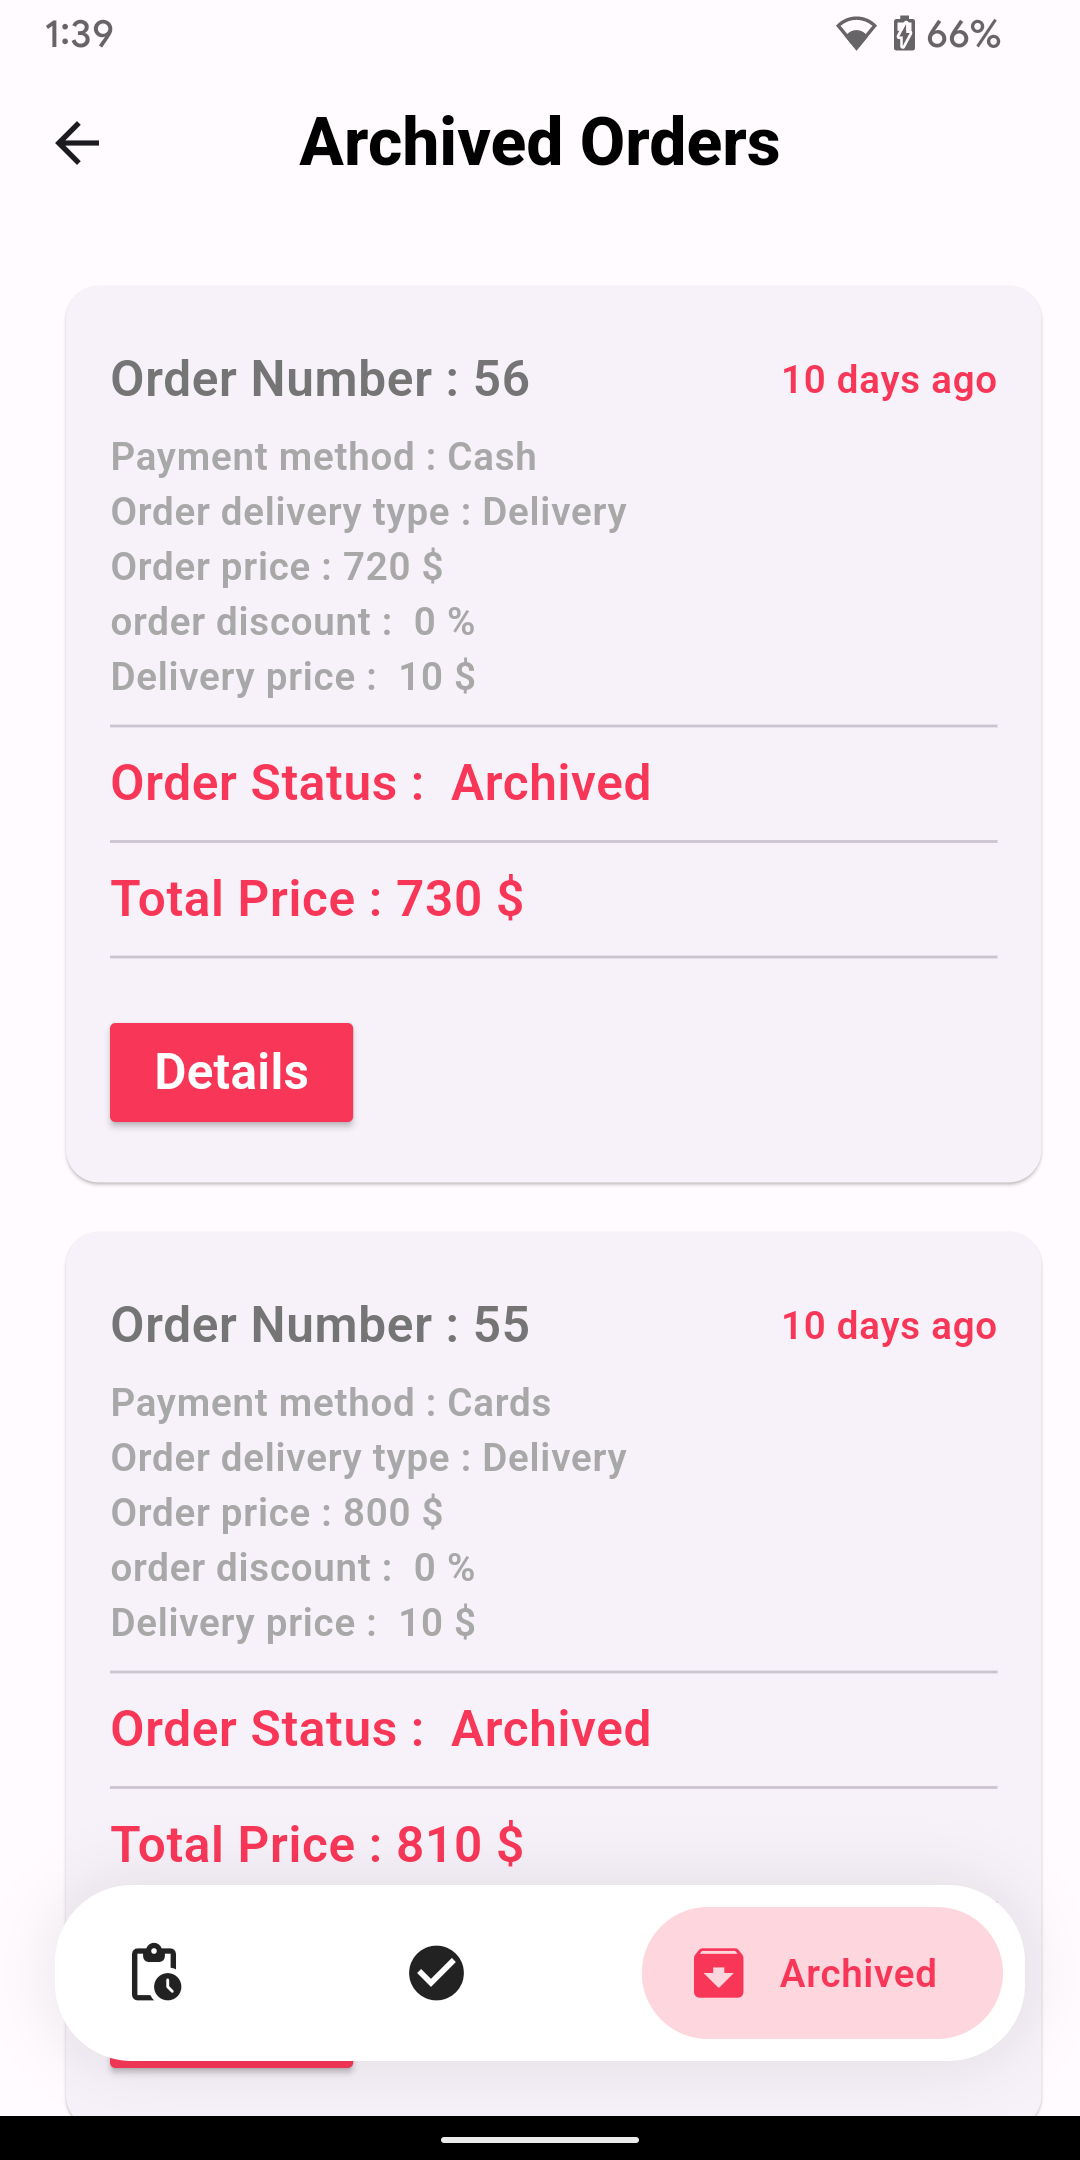 1:39
66%
Archived Orders
Order Number : 56
10 days ago
Payment method : Cash
Order delivery type : Delivery
Order price : 720 $
order discount :  0 %
Delivery price :  10 $
Order Status :  Archived
Total Price : 730 $
Details
Order Number : 55
10 days ago
Payment method : Cards
Order delivery type : Delivery
Order price : 800 $
order discount :  0 %
Delivery price :  10 $
Order Status :  Archived
Total Price : 810 $
Archived